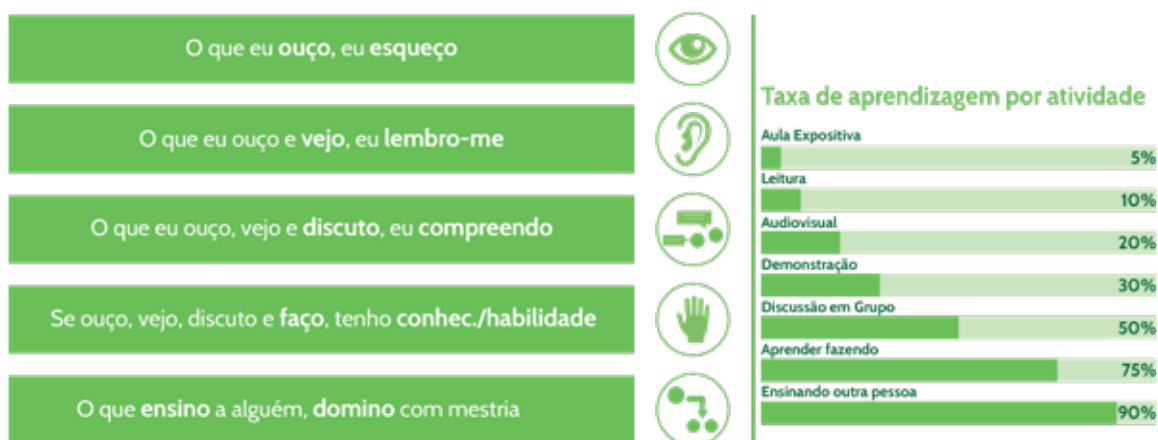 O que eu ouço, eu esqueço
O que eu ouço e vejo, eu lembro-me
O que eu ouço, vejo e discuto, eu compreendo
Se ouço, vejo, discuto e faço, tenho conhec./habilidade
O que ensino a alguém, domino com mestria
Taxa de aprendizagem por atividade
Aula Expositiva
5%
Leitura
10%
Audiovisual
20%
Demonstração
30%
Discussão em Grupo
50%
Aprender fazendo
75%
Ensinando outra pessoa
90%